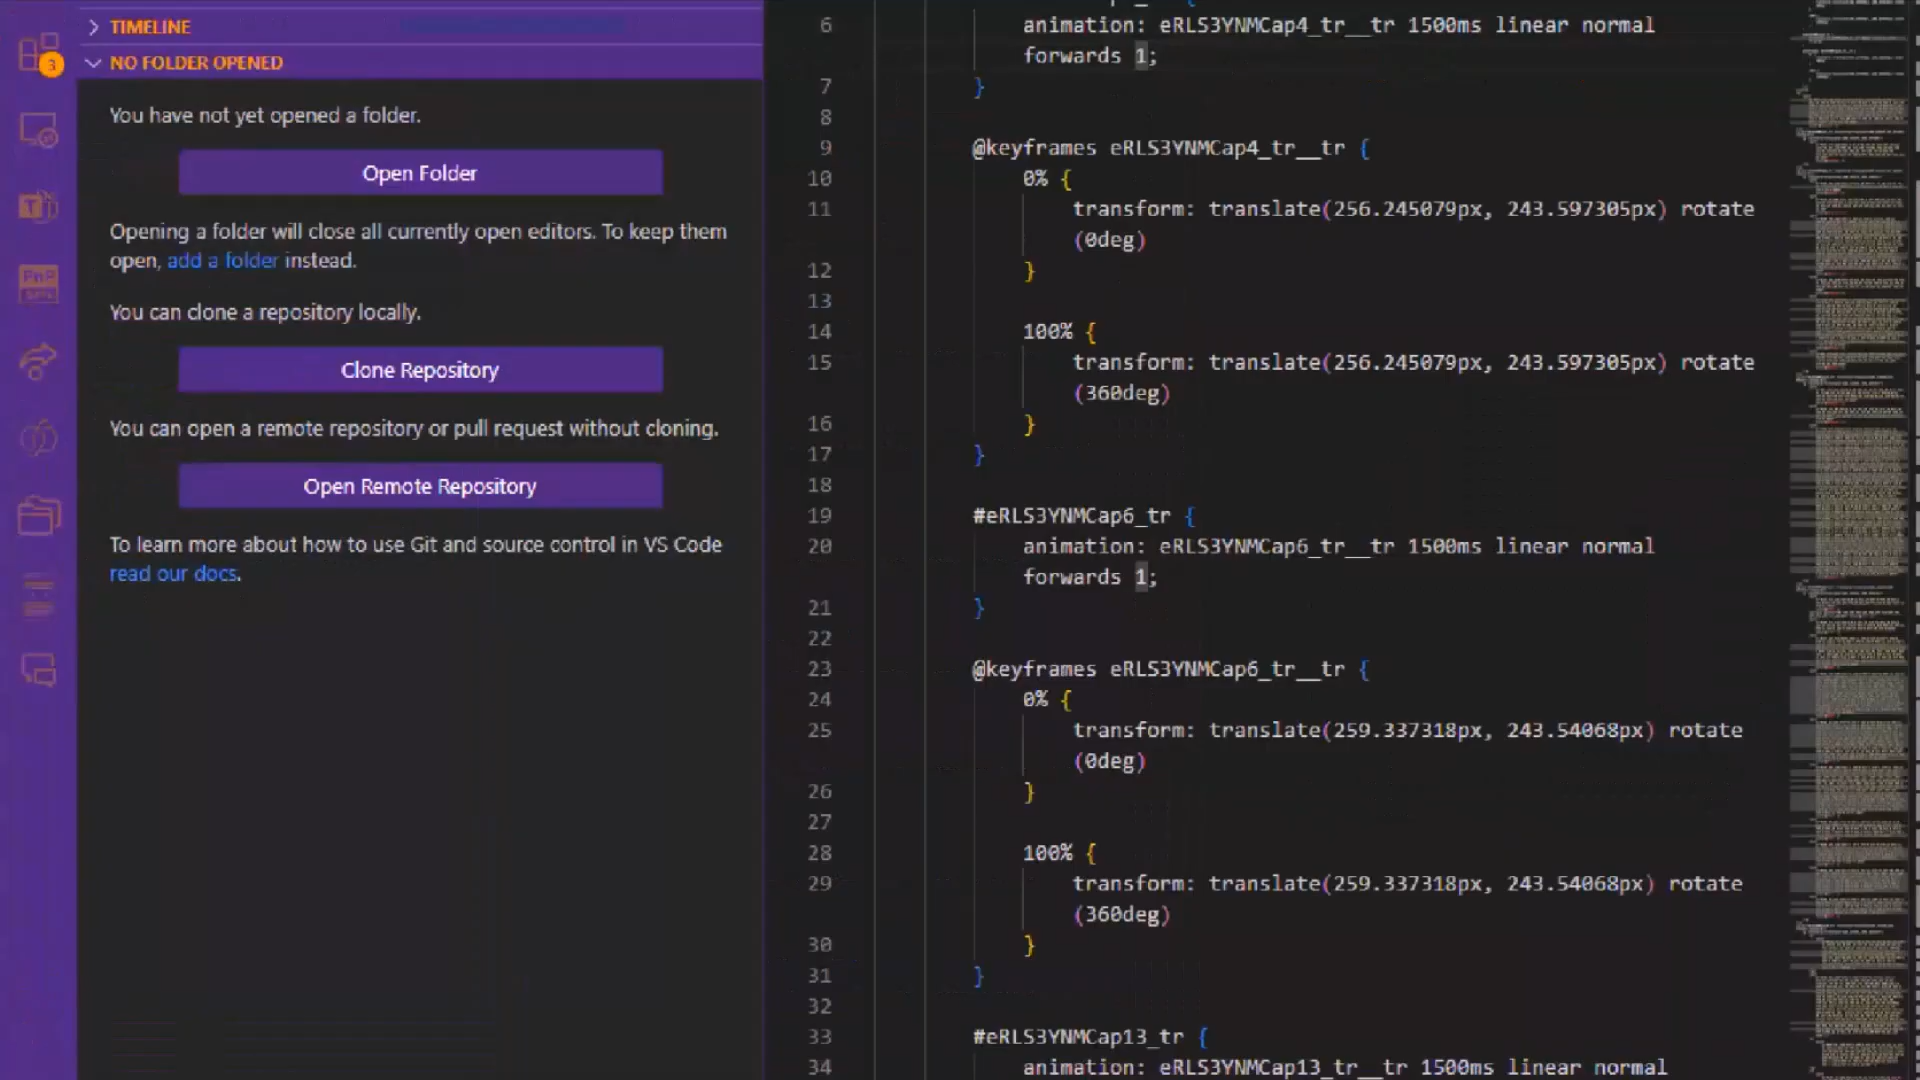 TIMELINE
NO FOLDER OPENED
3
You have not yet opened a folder.
Open Folder
Opening a folder will close all currently open editors. To keep them
open, add a folder instead.
You can clone a repository locally.
Clone Repository
You can open a remote repository or pull request without cloning.
Open Remote Repository
To learn more about how to use Git and source control in VS Code
read our docs.
6 animation: eRLS3YNMCap4_tr__tr 1500ms linear normal
forwards 1;
7 }
8
9 @keyframes eRLS3YNMCap4_tr__tr {
10 0% {
11 transform: translate(256.245079px, 243.597305px) rotate
(0deg)
12 }
13
14 100% {
15 transform: translate(256.245079px, 243.597305px) rotate
(360deg)
16 }
17 }
18
19 #eRLS3YNMCap6_tr {
20 animation: eRLS3YNMCap6_tr__tr 1500ms linear normal
forwards 1;
21 }
22
23 @keyframes eRLS3YNMCap6_tr__tr {
24 0% {
25 transform: translate(259.337318px, 243.54068px) rotate
(0deg)
26 }
27
28 100% {
29 transform: translate(259.337318px, 243.54068px) rotate
(360deg)
30 }
31 }
32
33 #eRLS3YNMCap13_tr {
34 animation: eRLS3YNMCap13_tr__tr 1500ms linear normal